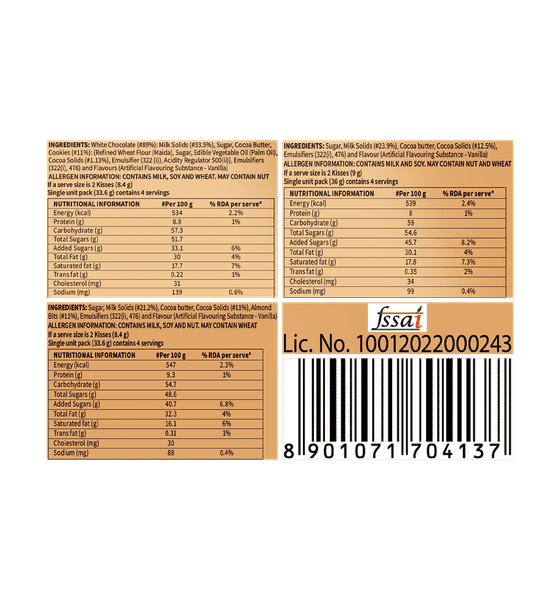 INGREDIENTS: White Chocolate (#89%): Milk Solids (#33.5%), Sugar, Cocoa Butter,
Cookies (#11%): (Refined Wheat Flour (Maida), Sugar, Edible Vegetable Oil (Palm Oil),
Cocoa Solids (#1.13%), Emulsifier (322 (i)), Acidity Regulator 500(ii)), Emulsifiers
(322(i), 476) and Flavours (Artificial Flavouring Substance - Vanilla)
ALLERGEN INFORMATION: CONTAINS MILK, SOY AND WHEAT. MAY CONTAIN NUT
If a serve size is 2 Kisses (8.4 g)
Single unit pack (33.6 g) contains 4 servings
NUTRITIONAL INFORMATION #Per 100 g % RDA per serve*
Energy (kcal) 534 2.2%
Protein (g) 8.8 1%
Carbohydrate (g) 57.3
Total Sugars (g) 51.7
Added Sugars (g) 33.1 6%
Total Fat (g) 30 4%
Saturated fat (g) 17.7 7%
Trans fat (g) 0.22 1%
Cholesterol (mg) 31
Sodium (mg) 139 0.6%
INGREDIENTS: Sugar, Milk Solids (#23.9%), Cocoa butter, Cocoa Solids (#12.5%),
Emulsifiers (322(i), 476) and Flavour (Artificial Flavouring Substance - Vanilla)
ALLERGEN INFORMATION: CONTAINS MILK AND SOY. MAY CONTAIN NUT AND WHEAT
If a serve size is 2 Kisses (9 g)
Single unit pack (36 g) contains 4 servings
NUTRITIONAL INFORMATION #Per 100 g % RDA per serve*
Energy (kcal) 539 2.4%
Protein (g) 8 1%
Carbohydrate (g) 59
Total Sugars (g) 54.6
Added Sugars (g) 45.7 8.2%
Total Fat (g) 30.1 4%
Saturated fat (g) 17.8 7.3%
Trans fat (g) 0.35 2%
Cholesterol (mg) 34
Sodium (mg) 99 0.4%
INGREDIENTS: Sugar, Milk Solids (#21.2%), Cocoa Butter, Cocoa Solids (#11%), Almond
Bits (#11%), Emulsifiers (322(i), 476) and Flavour (Artificial Flavouring Substance - Vanilla)
ALLERGEN INFORMATION: CONTAINS MILK, SOY AND NUT. MAY CONTAIN WHEAT
If a serve size is 2 Kisses (8.4 g)
Single unit pack (33.6 g) contains 4 servings
NUTRITIONAL INFORMATION #Per 100 g % RDA per serve*
Energy (kcal) 547 2.3%
Protein (g) 9.3 1%
Carbohydrate (g) 54.7
Total Sugars (g) 48.6
Added Sugars (g) 40.7 6.8%
Total Fat (g) 32.3 4%
Saturated fat (g) 16.1 6%
Trans fat (g) 0.31 1%
Cholesterol (mg) 30
Sodium (mg) 88 0.4%
fssai
Lic. No. 10012022000243
8 901071 704137